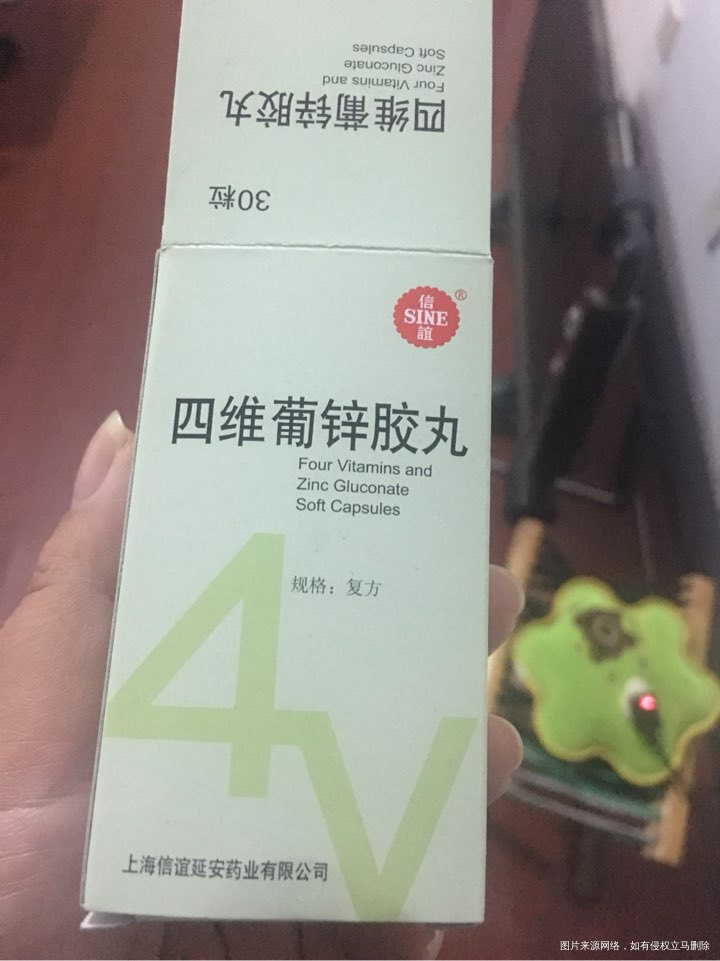 四维葡锌胶丸
Four Vitamins and
Zinc Gluconate
Soft Capsules
30粒
信
SINE
誼
®
四维葡锌胶丸
Four Vitamins and
Zinc Gluconate
Soft Capsules
规格：复方
4V
上海信谊延安药业有限公司
图片来源网络，如有侵权立马删除